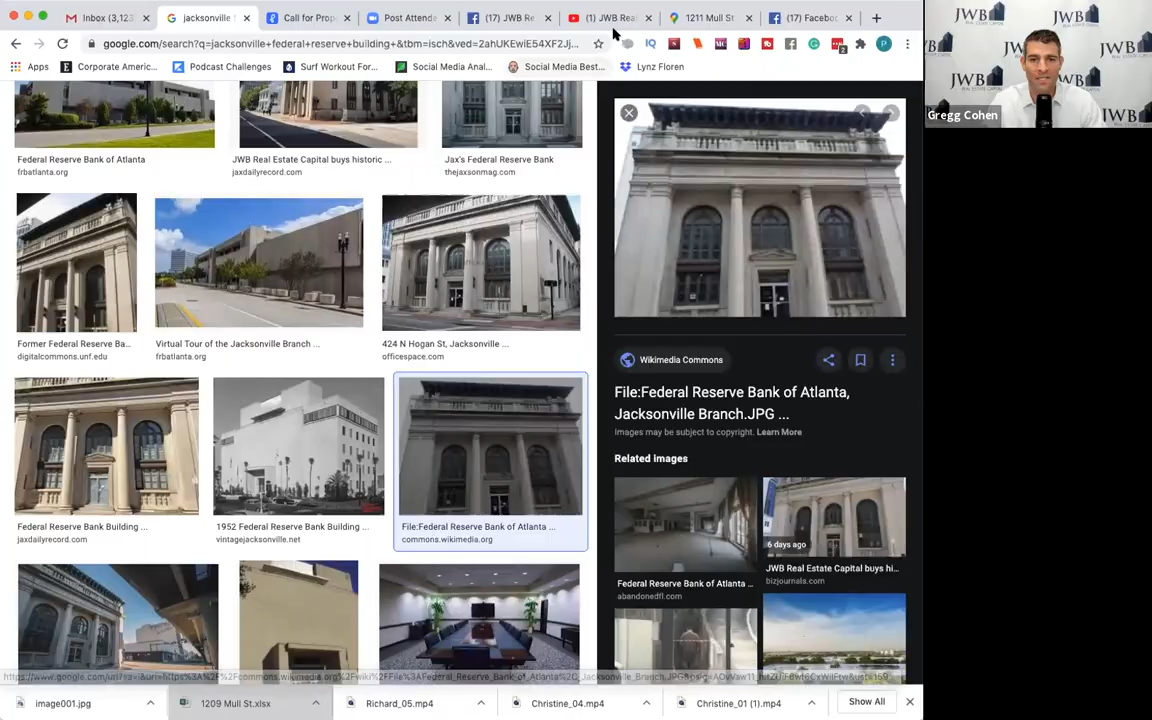 Inbox (3,123
jacksonville f
Call for Prop
Post Attende
(17) JWB Re
(1) JWB Rea
1211 Mull St
(17) Faceboo
google.com/search?q=jacksonville+federal+reserve+building+&tbm=isch&ved=2ahUKEwiE54XF2Jj...
Apps
Corporate Americ...
Podcast Challenges
Surf Workout For...
Social Media Anal...
Social Media Best...
Lynz Floren
JWB
REAL ESTATE CAPITAL
Gregg Cohen
Federal Reserve Bank of Atlanta
frbatlanta.org
JWB Real Estate Capital buys historic ...
jaxdailyrecord.com
Jax's Federal Reserve Bank
thejaxsonmag.com
Former Federal Reserve Ba...
digitalcommons.unf.edu
Virtual Tour of the Jacksonville Branch ...
frbatlanta.org
424 N Hogan St, Jacksonville ...
officespace.com
Federal Reserve Bank Building ...
jaxdailyrecord.com
1952 Federal Reserve Bank Building ...
vintagejacksonville.net
File:Federal Reserve Bank of Atlanta ...
commons.wikimedia.org
Wikimedia Commons
File:Federal Reserve Bank of Atlanta,
Jacksonville Branch.JPG ...
Images may be subject to copyright. Learn More
Related images
Federal Reserve Bank of Atlanta ...
abandonedfl.com
6 days ago
JWB Real Estate Capital buys hi...
bizjournals.com
image001.jpg
1209 Mull St.xlsx
Richard_05.mp4
Christine_04.mp4
Christine_01 (1).mp4
Show All